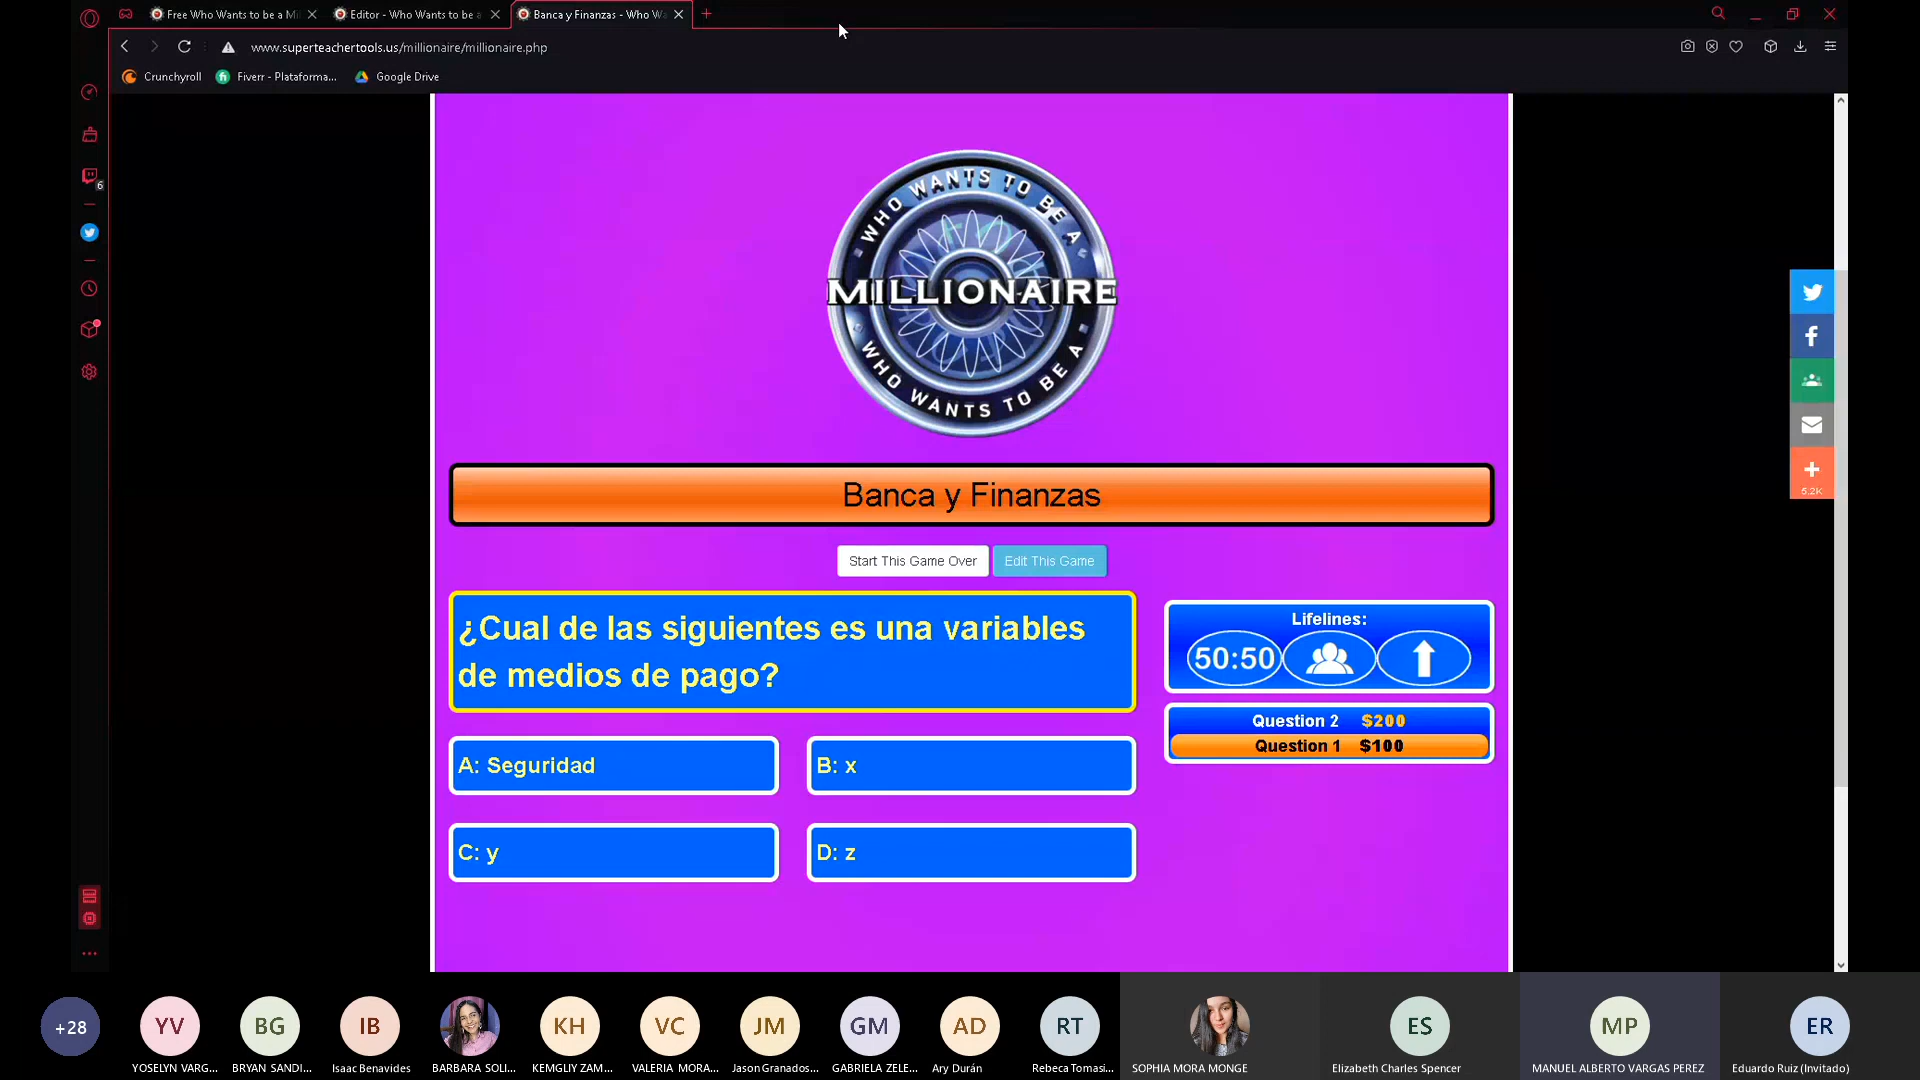 Free Who Wants to be a Mi
Editor - Who Wants to be a
Banca y Finanzas - Who Wa
www.superteachertools.us/millionaire/millionaire.php
Crunchyroll
Fiverr - Plataforma...
Google Drive
6
WHO WANTS TO BE A
MILLIONAIRE
WHO WANTS TO BE A
5.2K
Banca y Finanzas
Start This Game Over
Edit This Game
¿Cual de las siguientes es una variables
de medios de pago?
Lifelines:
50:50
Question 2 $200
Question 1 $100
A: Seguridad
B: x
C: y
D: z
+28
YV
BG
IB
KH
VC
JM
GM
AD
RT
ES
MP
ER
YOSELYN VARG...
BRYAN SANDI...
Isaac Benavides
BARBARA SOLI...
KEMGLIY ZAM...
VALERIA MORA...
Jason Granados...
GABRIELA ZELE...
Ary Durán
Rebeca Tomasi...
SOPHIA MORA MONGE
Elizabeth Charles Spencer
MANUEL ALBERTO VARGAS PEREZ
Eduardo Ruiz (Invitado)